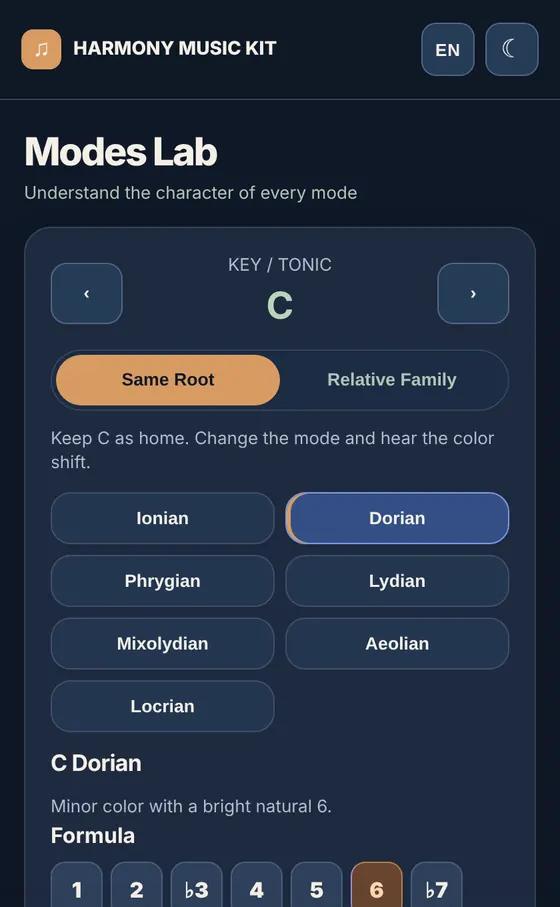 ♫ HARMONY MUSIC KIT EN ☾
Modes Lab
Understand the character of every mode
KEY / TONIC
‹ C ›
Same Root Relative Family
Keep C as home. Change the mode and hear the color
shift.
Ionian Dorian
Phrygian Lydian
Mixolydian Aeolian
Locrian
C Dorian
Minor color with a bright natural 6.
Formula
1 2 ♭3 4 5 6 ♭7